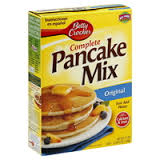 Instrucciones
en español
Betty
Crocker
Complete
Pancake
Mix
Original
Just Add Water!